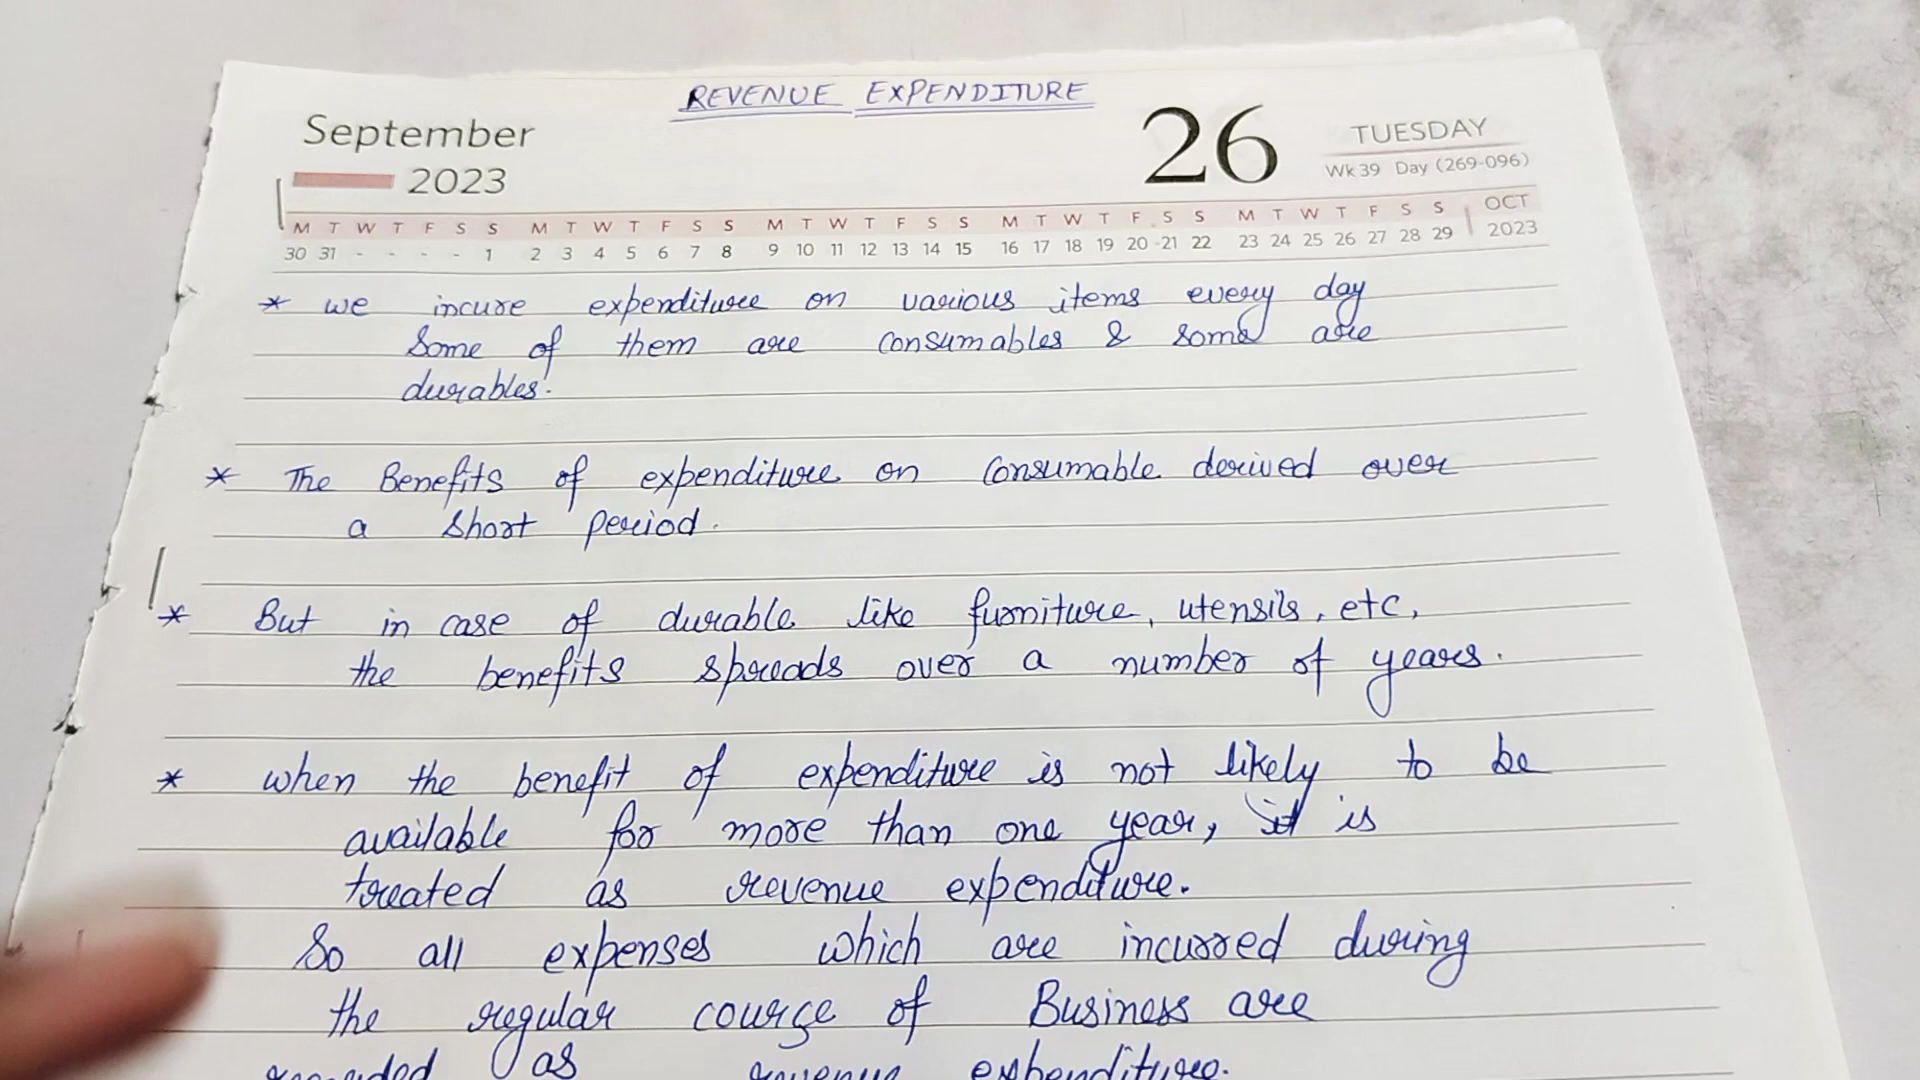 REVENUE EXPENDITURE
September
2023
26
TUESDAY
Wk 39 Day (269-096)
M T W T F S S M T W T F S S M T W T F S S M T W T F S S M T W T F S S OCT
30 31 - - - - 1 2 3 4 5 6 7 8 9 10 11 12 13 14 15 16 17 18 19 20 21 22 23 24 25 26 27 28 29 2023
* we incure expenditure on various items every day
Some of them are consumables & some are
durables.
* The Benefits of expenditure on Consumable derived over
a short period.
* But in case of durable like furniture, utensils, etc,
the benefits spreads over a number of years.
* when the benefit of expenditure is not likely to be
available for more than one year, it is
treated as revenue expenditure.
So all expenses which are incurred during
the regular course of Business are
as revenue expenditure.